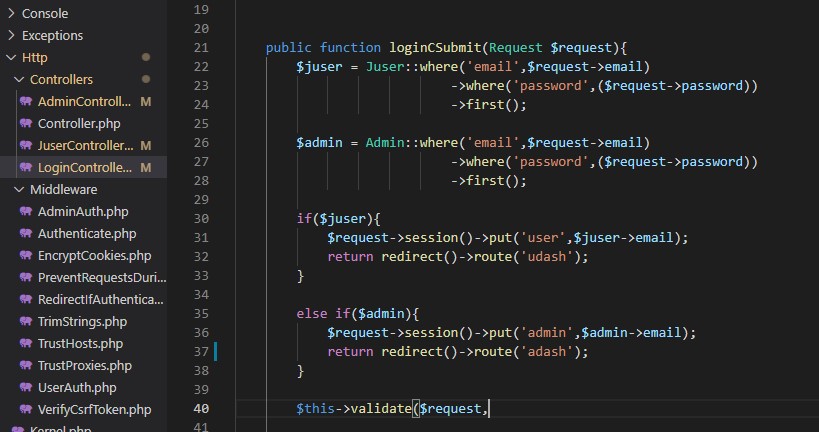 Console
Exceptions
Http
Controllers
AdminControll... M
Controller.php
JuserController... M
LoginControlle... M
Middleware
AdminAuth.php
Authenticate.php
EncryptCookies.php
PreventRequestsDuri...
RedirectIfAuthentica...
TrimStrings.php
TrustHosts.php
TrustProxies.php
UserAuth.php
VerifyCsrfToken.php
Kernel.php
19
20
21 public function loginCSubmit(Request $request){
22 $juser = Juser::where('email',$request->email)
23 ->where('password',($request->password))
24 ->first();
25
26 $admin = Admin::where('email',$request->email)
27 ->where('password',($request->password))
28 ->first();
29
30 if($juser){
31 $request->session()->put('user',$juser->email);
32 return redirect()->route('udash');
33 }
34
35 else if($admin){
36 $request->session()->put('admin',$admin->email);
37 return redirect()->route('adash');
38 }
39
40 $this->validate($request,
41